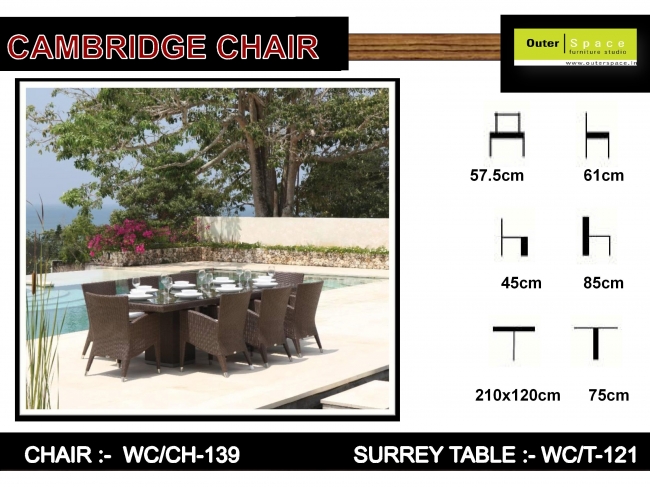 CAMBRIDGE CHAIR
Outer Space
furniture studio
www.outerspace.in
57.5cm 61cm
45cm 85cm
210x120cm 75cm
CHAIR :- WC/CH-139 SURREY TABLE :- WC/T-121